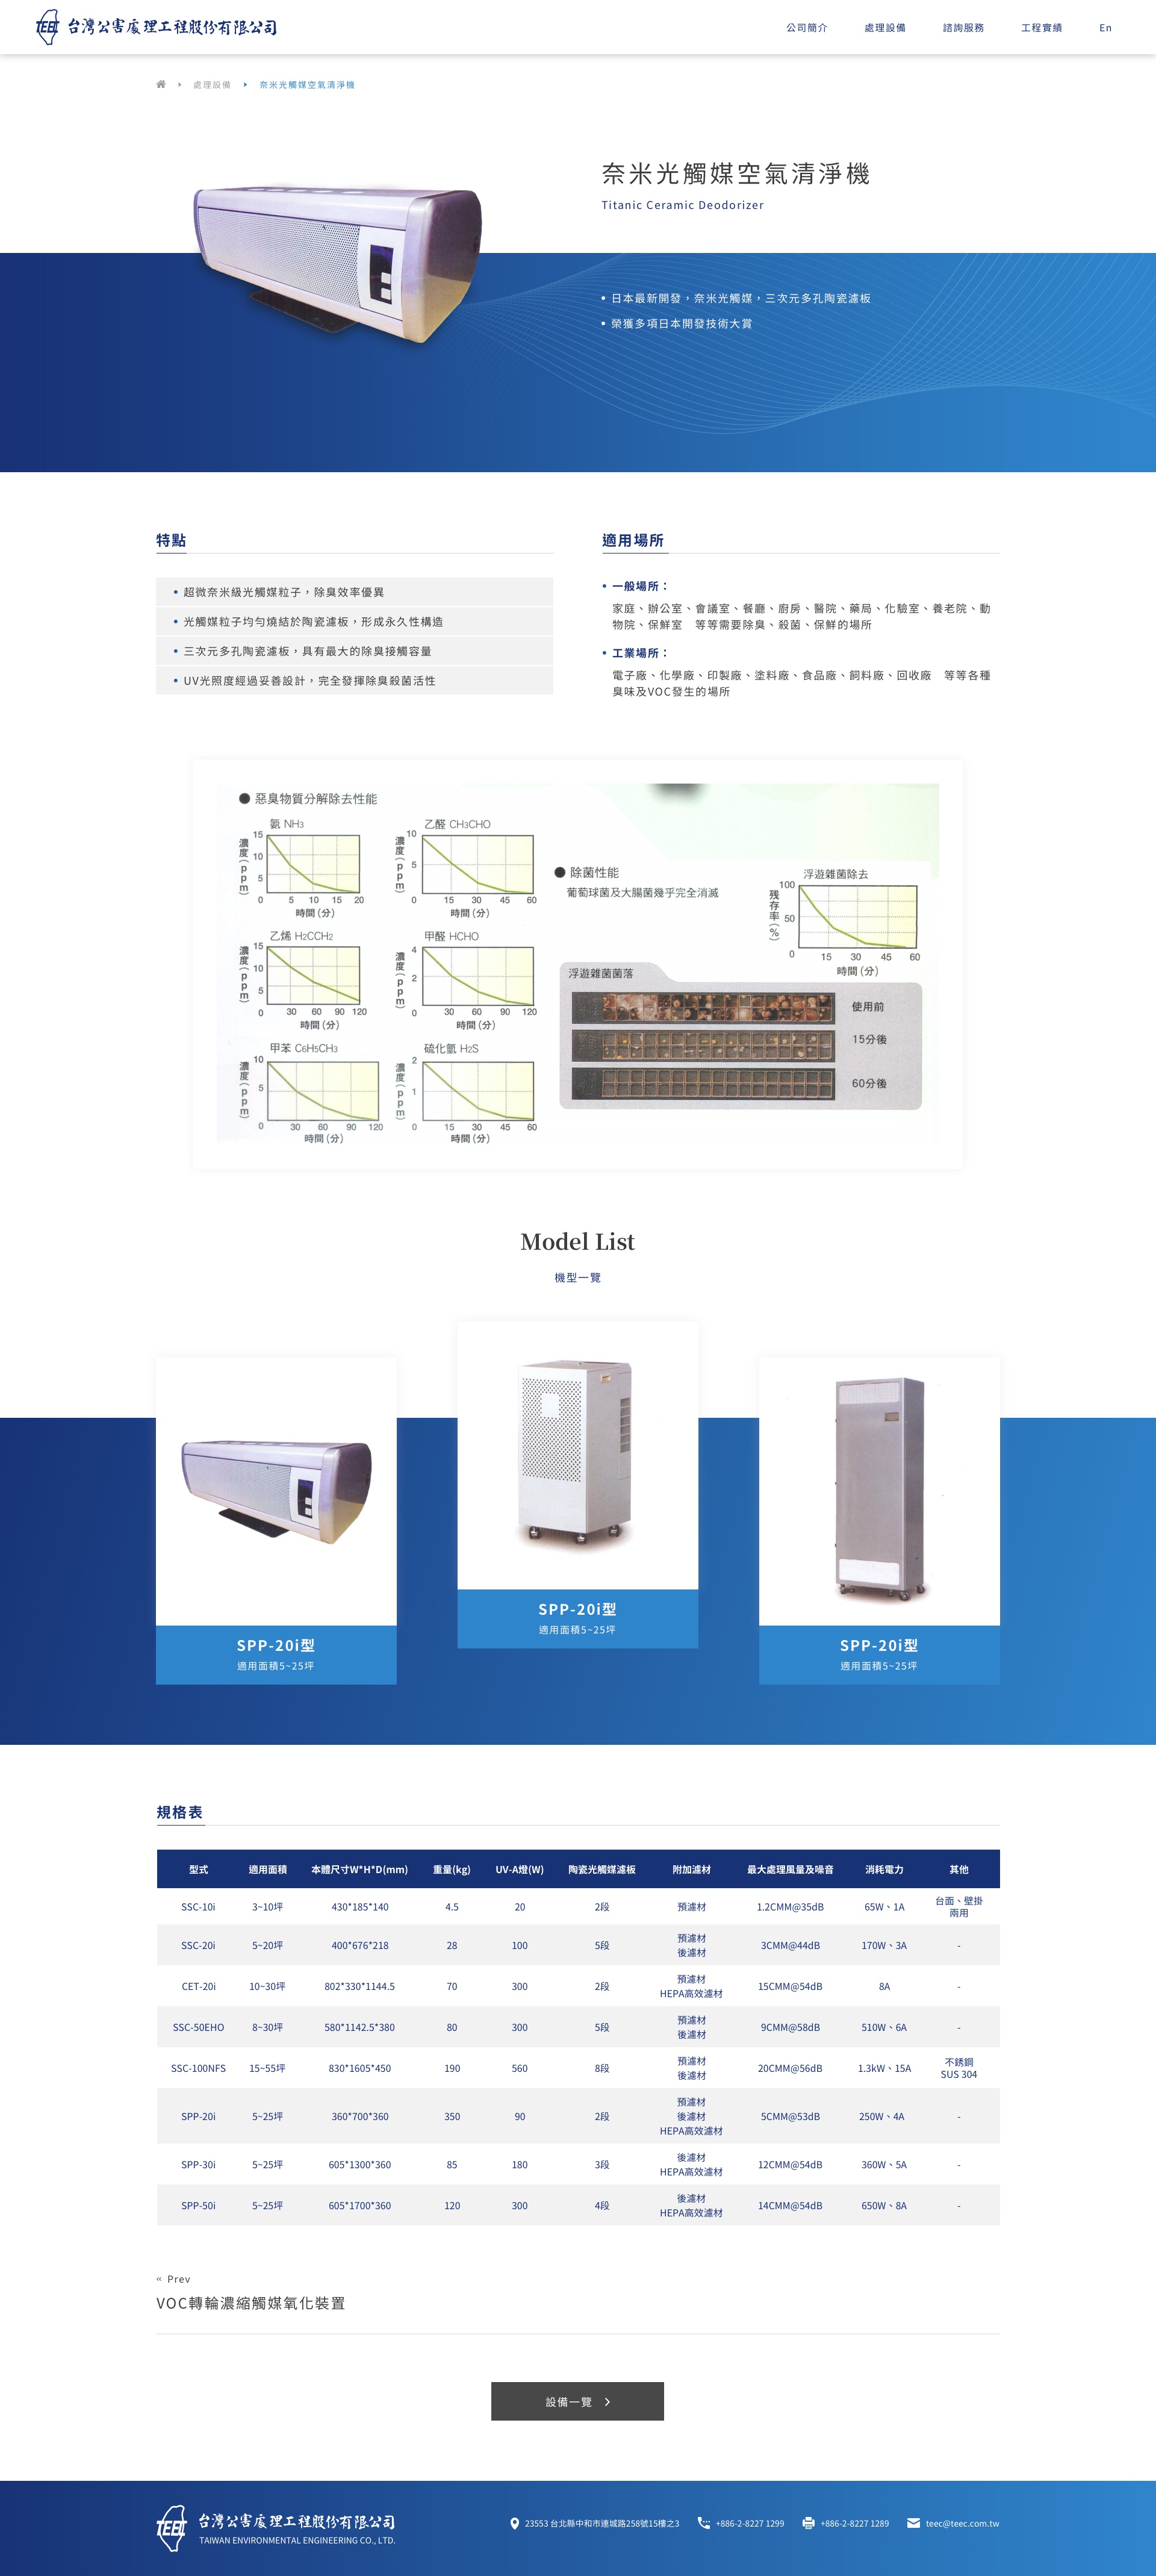 TEEC 台灣公害處理工程股份有限公司
公司簡介 處理設備 諮詢服務 工程實績 En
處理設備 奈米光觸媒空氣清淨機
奈米光觸媒空氣清淨機
Titanic Ceramic Deodorizer
• 日本最新開發，奈米光觸媒，三次元多孔陶瓷濾板
• 榮獲多項日本開發技術大賞
特點
• 超微奈米級光觸媒粒子，除臭效率優異
• 光觸媒粒子均勻燒結於陶瓷濾板，形成永久性構造
• 三次元多孔陶瓷濾板，具有最大的除臭接觸容量
• UV光照度經過妥善設計，完全發揮除臭殺菌活性
適用場所
• 一般場所：
家庭、辦公室、會議室、餐廳、廚房、醫院、藥局、化驗室、養老院、動
物院、保鮮室　等等需要除臭、殺菌、保鮮的場所
• 工業場所：
電子廠、化學廠、印製廠、塗料廠、食品廠、飼料廠、回收廠　等等各種
臭味及VOC發生的場所
● 惡臭物質分解除去性能
氨 NH3
濃度(ppm)
15
10
5
0 5 10 15 20
時間(分)
乙醛 CH3CHO
濃度(ppm)
10
5
0 15 30 45 60
時間(分)
乙烯 H2CCH2
濃度(ppm)
15
10
5
0 30 60 90 120
時間(分)
甲醛 HCHO
濃度(ppm)
4
2
0 30 60 90 120
時間(分)
甲苯 C6H5CH3
濃度(ppm)
10
5
0 30 60 90 120
時間(分)
硫化氫 H2S
濃度(ppm)
2
1
0 15 30 45 60
時間(分)
● 除菌性能
葡萄球菌及大腸菌幾乎完全消滅
浮遊雜菌除去
残存率(%)
100
50
0 15 30 45 60
時間(分)
浮遊雜菌菌落
使用前
15分後
60分後
Model List
機型一覽
SPP-20i型
適用面積5~25坪
SPP-20i型
適用面積5~25坪
SPP-20i型
適用面積5~25坪
規格表
型式 適用面積 本體尺寸W*H*D(mm) 重量(kg) UV-A燈(W) 陶瓷光觸媒濾板 附加濾材 最大處理風量及噪音 消耗電力 其他
SSC-10i 3~10坪 430*185*140 4.5 20 2段 預濾材 1.2CMM@35dB 65W、1A 台面、壁掛
兩用
SSC-20i 5~20坪 400*676*218 28 100 5段 預濾材 3CMM@44dB 170W、3A -
後濾材
CET-20i 10~30坪 802*330*1144.5 70 300 2段 預濾材 15CMM@54dB 8A -
HEPA高效濾材
SSC-50EHO 8~30坪 580*1142.5*380 80 300 5段 預濾材 9CMM@58dB 510W、6A -
後濾材
SSC-100NFS 15~55坪 830*1605*450 190 560 8段 預濾材 20CMM@56dB 1.3kW、15A 不銹鋼
後濾材 SUS 304
SPP-20i 5~25坪 360*700*360 350 90 2段 預濾材 5CMM@53dB 250W、4A -
後濾材
HEPA高效濾材
SPP-30i 5~25坪 605*1300*360 85 180 3段 後濾材 12CMM@54dB 360W、5A -
HEPA高效濾材
SPP-50i 5~25坪 605*1700*360 120 300 4段 後濾材 14CMM@54dB 650W、8A -
HEPA高效濾材
« Prev
VOC轉輪濃縮觸媒氧化裝置
設備一覽
TEEC 台灣公害處理工程股份有限公司
TAIWAN ENVIRONMENTAL ENGINEERING CO., LTD.
23553 台北縣中和市連城路258號15樓之3 +886-2-8227 1299 +886-2-8227 1289 teec@teec.com.tw